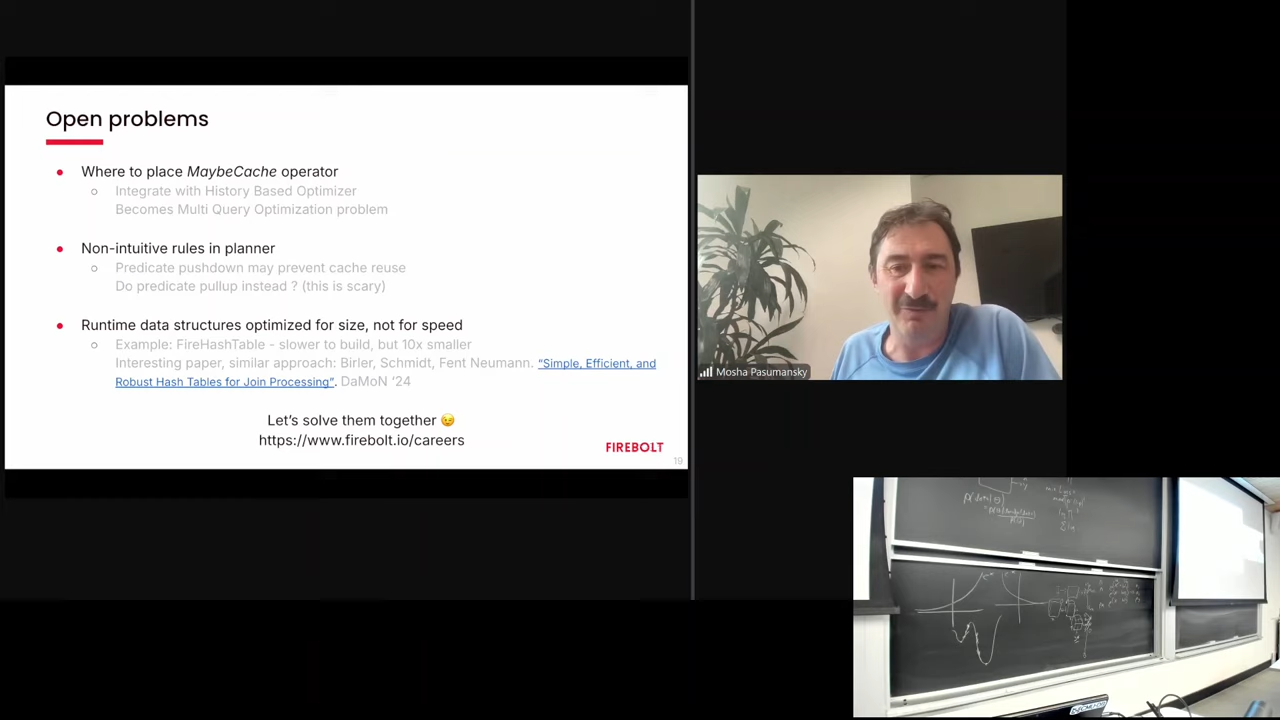 Open problems
● Where to place MaybeCache operator
○ Integrate with History Based Optimizer
Becomes Multi Query Optimization problem
● Non-intuitive rules in planner
○ Predicate pushdown may prevent cache reuse
Do predicate pullup instead ? (this is scary)
● Runtime data structures optimized for size, not for speed
○ Example: FireHashTable - slower to build, but 10x smaller
Interesting paper, similar approach: Birler, Schmidt, Fent Neumann. “Simple, Efficient, and
Robust Hash Tables for Join Processing”. DaMoN ‘24
Let’s solve them together 😉
https://www.firebolt.io/careers
FIREBOLT
19
Mosha Pasumansky